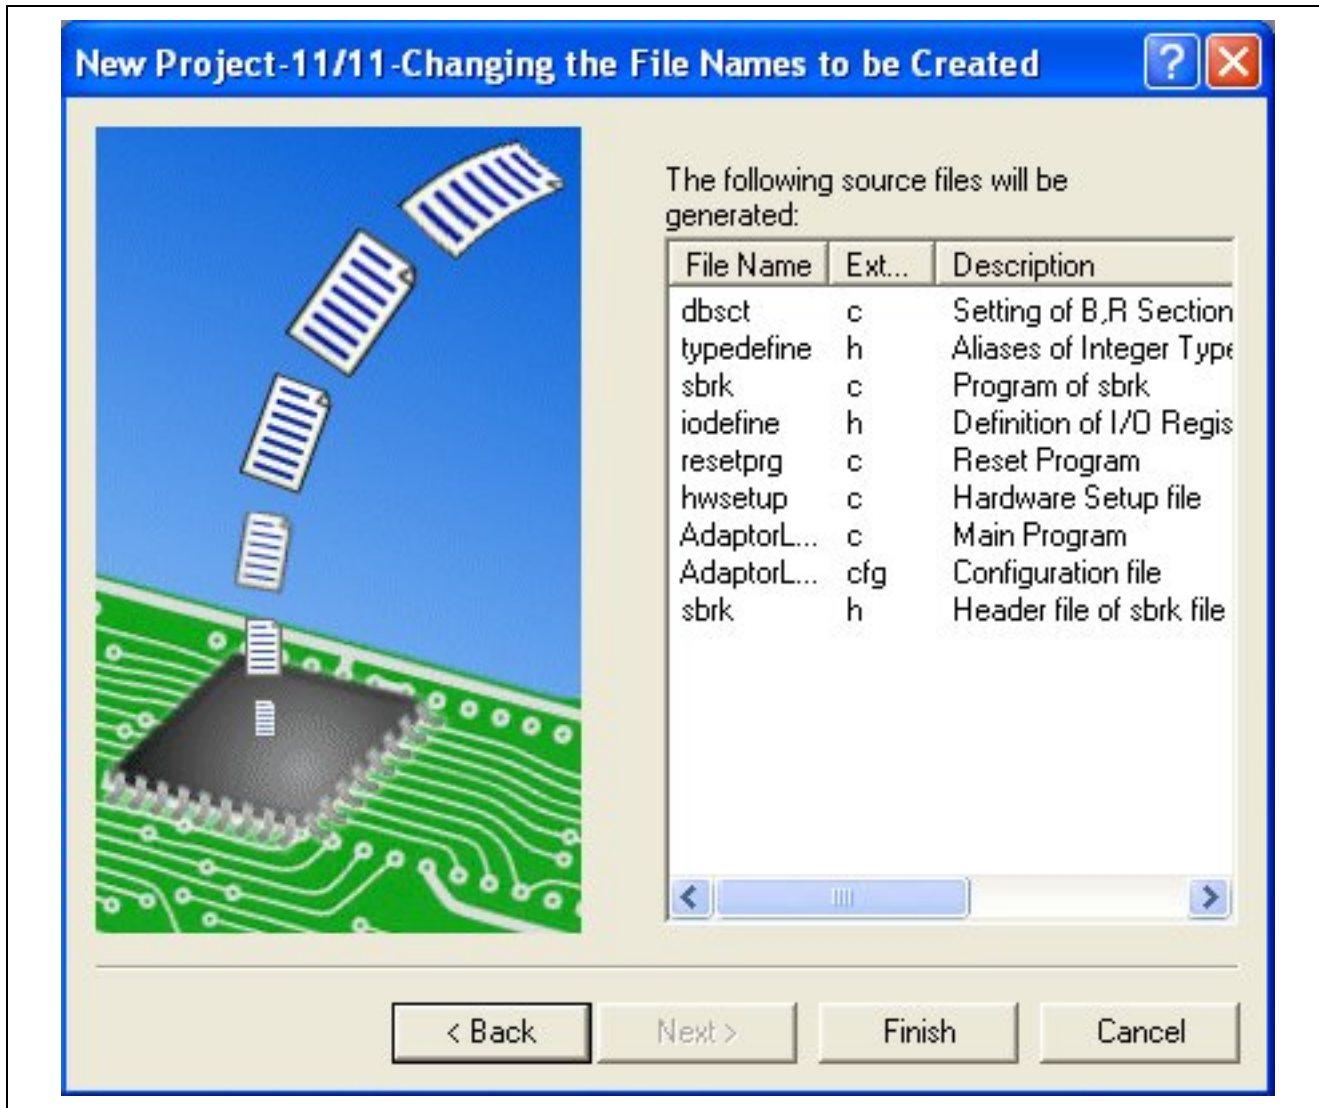 New Project-11/11-Changing the File Names to be Created
The following source files will be
generated:
File Name Ext... Description
dbsct c Setting of B,R Section
typedefine h Aliases of Integer Type
sbrk c Program of sbrk
iodefine h Definition of I/O Regis
resetprg c Reset Program
hwsetup c Hardware Setup file
AdaptorL... c Main Program
AdaptorL... cfg Configuration file
sbrk h Header file of sbrk file
< Back Next > Finish Cancel